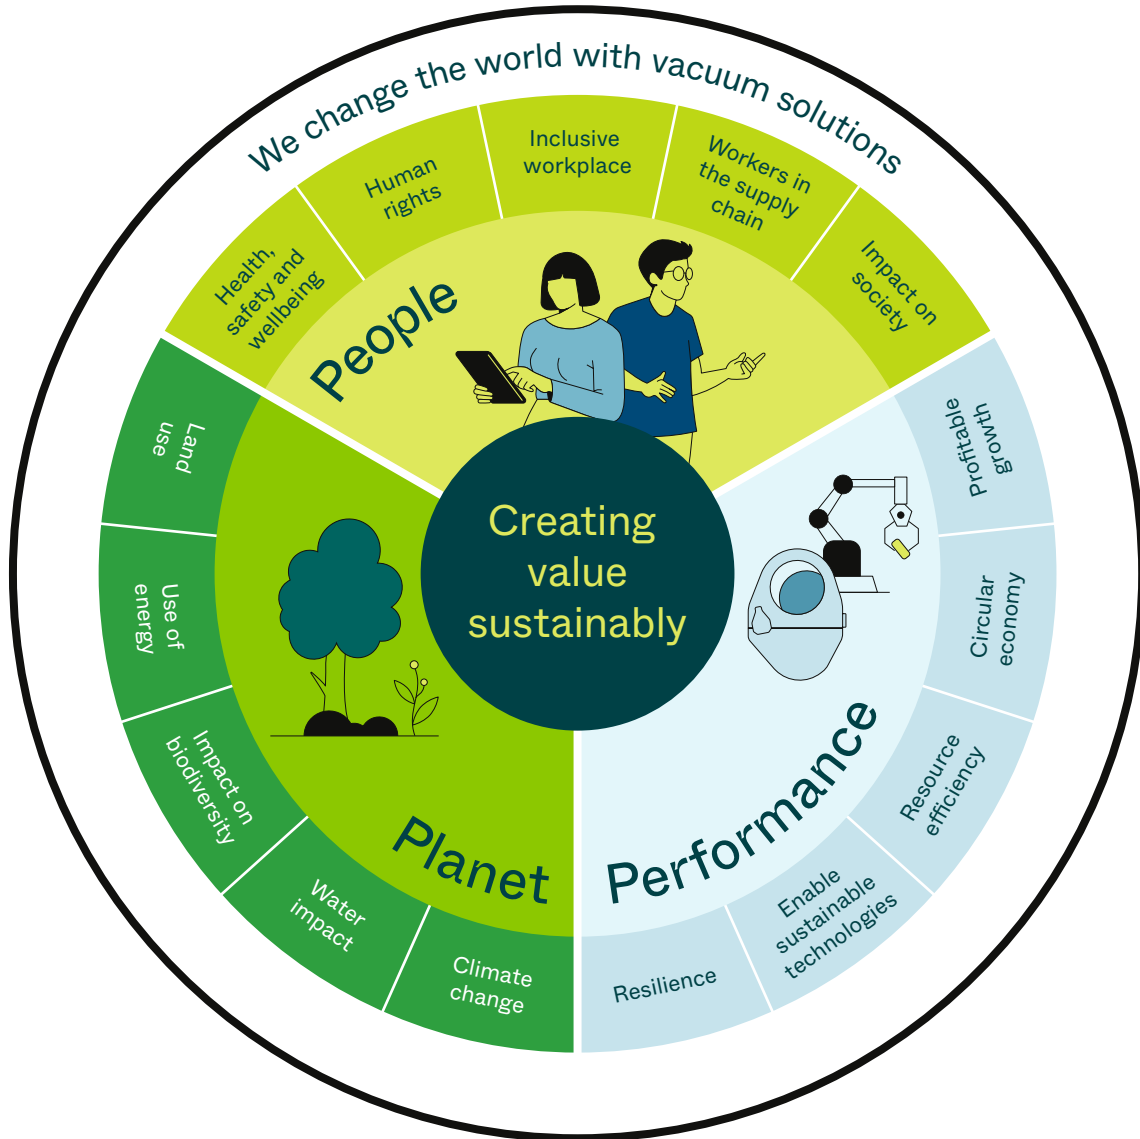 We change the world with vacuum solutions
Health,
safety and
wellbeing
Human
rights
Inclusive
workplace
Workers in
the supply
chain
Impact on
society
People
Profitable
growth
Circular
economy
Resource
efficiency
Enable
sustainable
technologies
Resilience
Performance
Climate
change
Water
impact
Impact on
biodiversity
Use of
energy
Land
use
Planet
Creating
value
sustainably